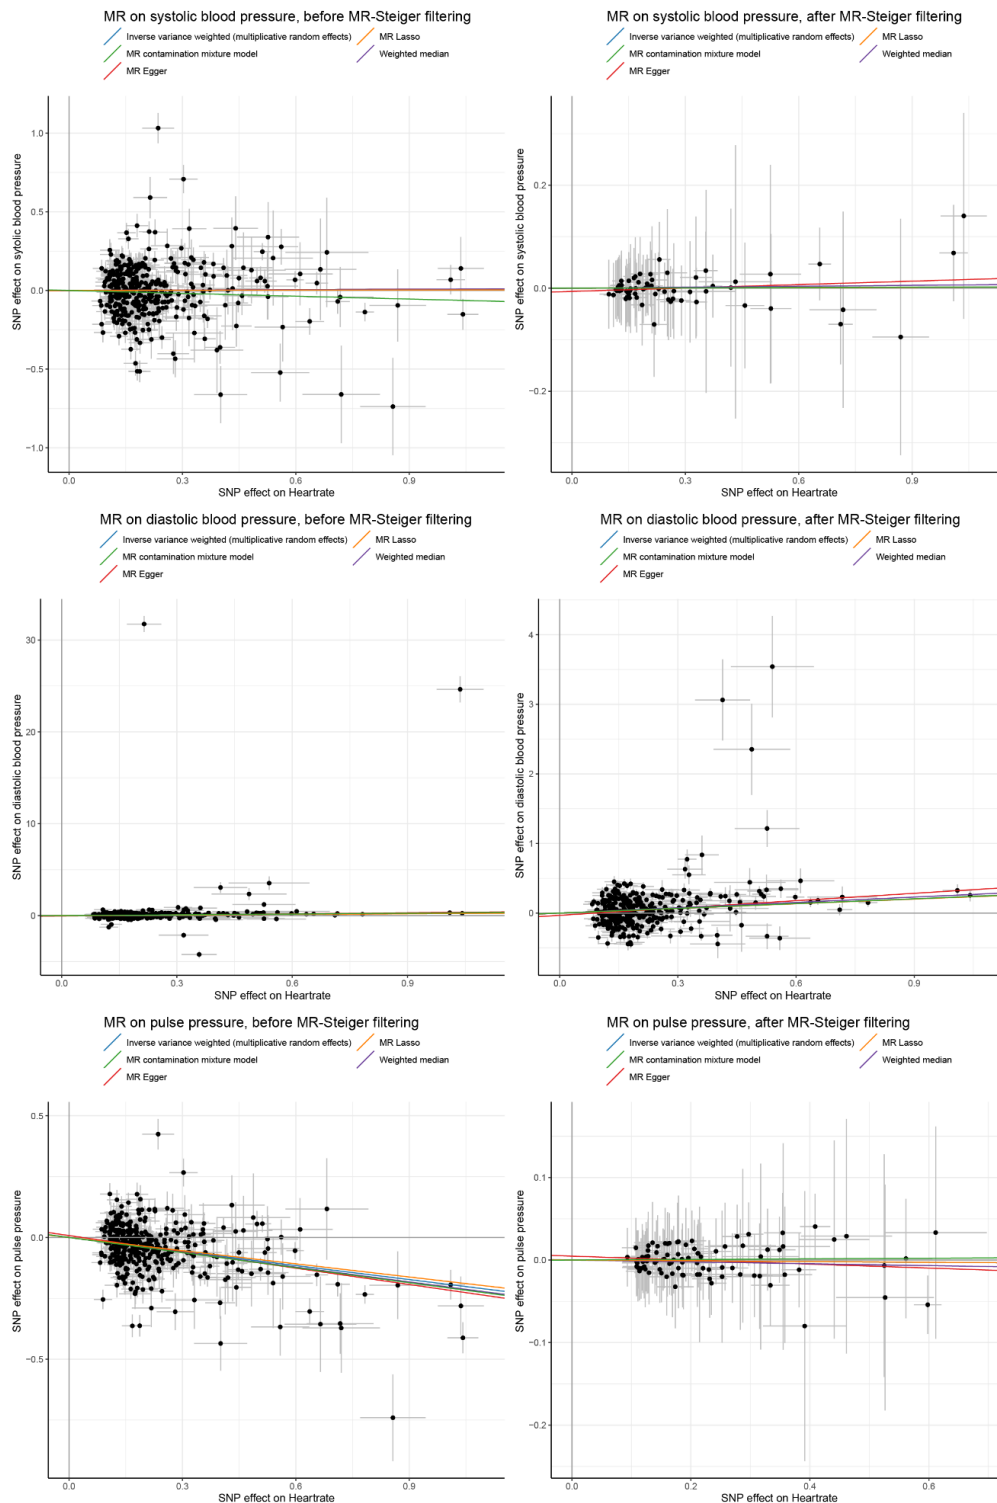 MR on systolic blood pressure, before MR-Steiger filtering
Inverse variance weighted (multiplicative random effects)
MR Lasso
MR contamination mixture model
Weighted median
MR Egger
1.0
0.5
0.0
−0.5
−1.0
SNP effect on sytolic blood pressure
0.0
0.3
0.6
0.9
SNP effect on Heartrate
MR on systolic blood pressure, after MR-Steiger filtering
Inverse variance weighted (multiplicative random effects)
MR Lasso
MR contamination mixture model
Weighted median
MR Egger
0.2
0.0
−0.2
SNP effect on systolic blood pressure
0.0
0.3
0.6
0.9
SNP effect on Heartrate
MR on diastolic blood pressure, before MR-Steiger filtering
Inverse variance weighted (multiplicative random effects)
MR Lasso
MR contamination mixture model
Weighted median
MR Egger
30
20
10
0
SNP effect on diastolic blood pressure
0.0
0.3
0.6
0.9
SNP effect on Heartrate
MR on diastolic blood pressure, after MR-Steiger filtering
Inverse variance weighted (multiplicative random effects)
MR Lasso
MR contamination mixture model
Weighted median
MR Egger
4
3
2
1
0
SNP effect on diastolic blood pressure
0.0
0.3
0.6
0.9
SNP effect on Heartrate
MR on pulse pressure, before MR-Steiger filtering
Inverse variance weighted (multiplicative random effects)
MR Lasso
MR contamination mixture model
Weighted median
MR Egger
0.5
0.0
−0.5
SNP effect on pulse pressure
0.0
0.3
0.6
0.9
SNP effect on Heartrate
MR on pulse pressure, after MR-Steiger filtering
Inverse variance weighted (multiplicative random effects)
MR Lasso
MR contamination mixture model
Weighted median
MR Egger
0.1
0.0
−0.1
−0.2
SNP effect on pulse pressure
0.0
0.2
0.4
0.6
SNP effect on Heartrate